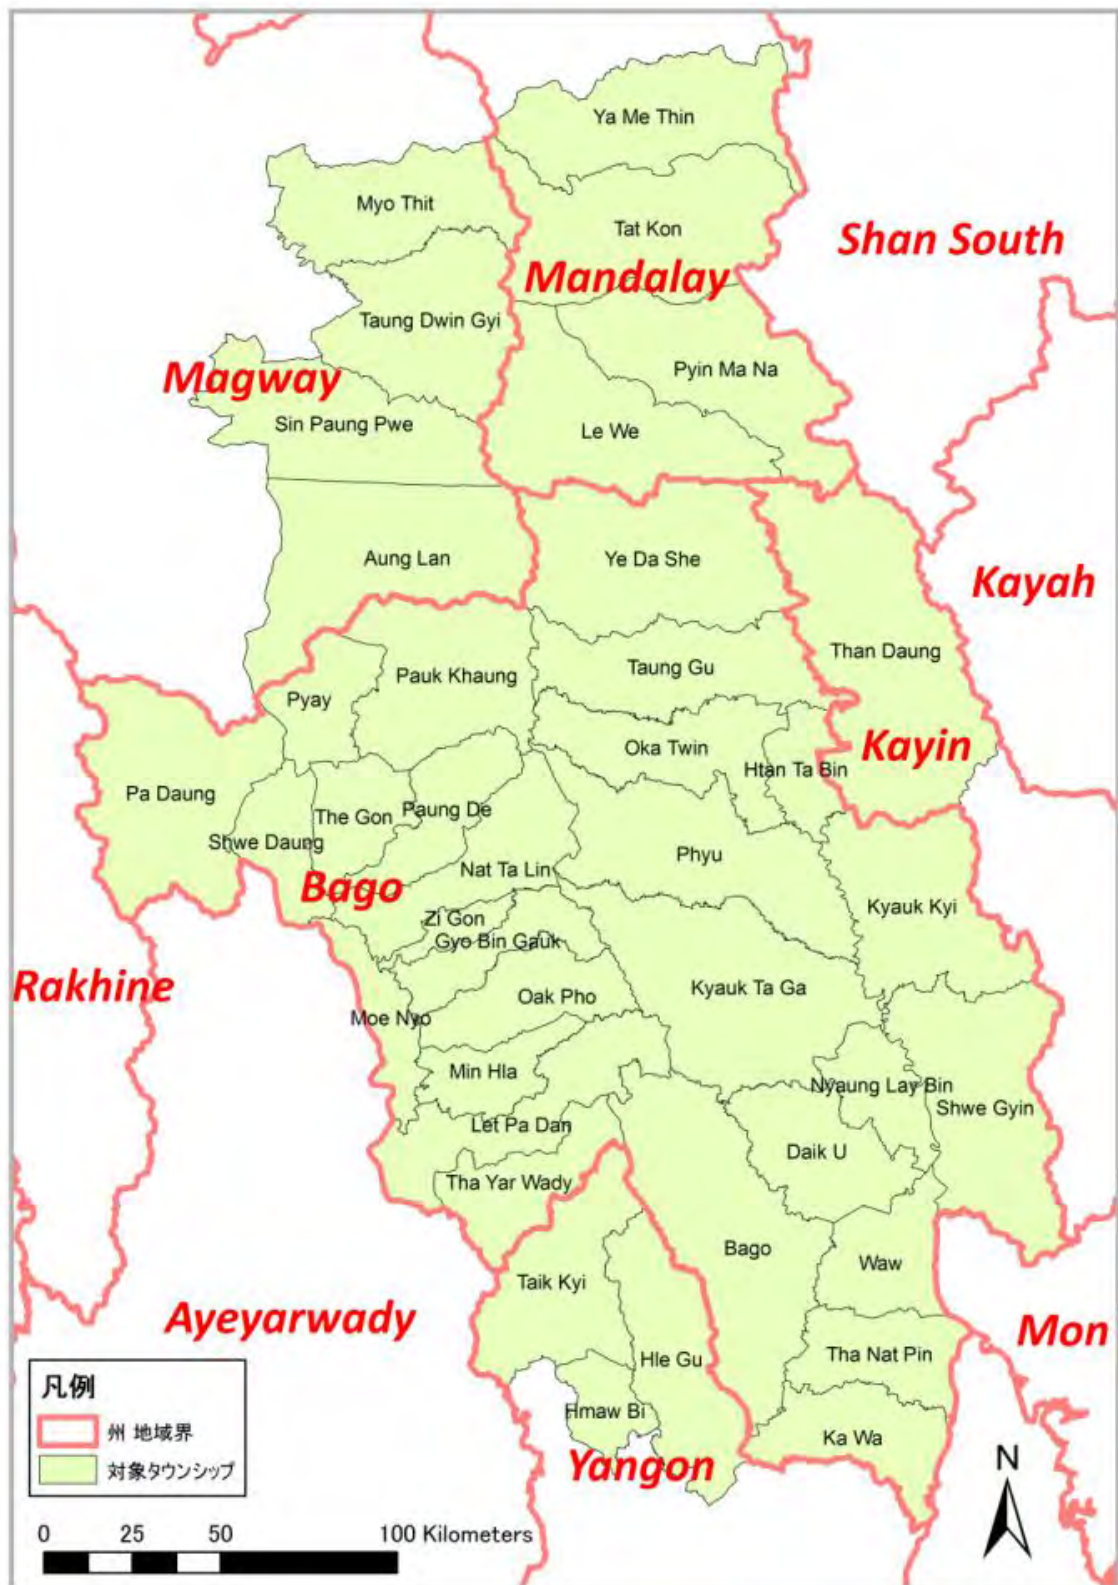 Ya Me Thin
Myo Thit
Tat Kon
Shan South
Mandalay
Taung Dwin Gyi
Pyin Ma Na
Magway
Sin Paung Pwe
Le We
Aung Lan
Ye Da She
Kayah
Than Daung
Taung Gu
Pauk Khaung
Pyay
Kayin
Oka Twin
Htan Ta Bin
Pa Daung
Paung De
The Gon
Shwe Daung
Phyu
Nat Ta Lin
Bago
Kyauk Kyi
Zi Gon
Gyo Bin Gauk
Rakhine
Kyauk Ta Ga
Oak Pho
Moe Nyo
Min Hla
Nyaung Lay Bin
Shwe Gyin
Let Pa Dan
Daik U
Tha Yar Wady
Bago
Waw
Taik Kyi
Ayeyarwady
Mon
Tha Nat Pin
Hle Gu
Hmaw Bi
Ka Wa
Yangon
凡例
州 地域界
対象タウンシップ
N
0 25 50 100 Kilometers